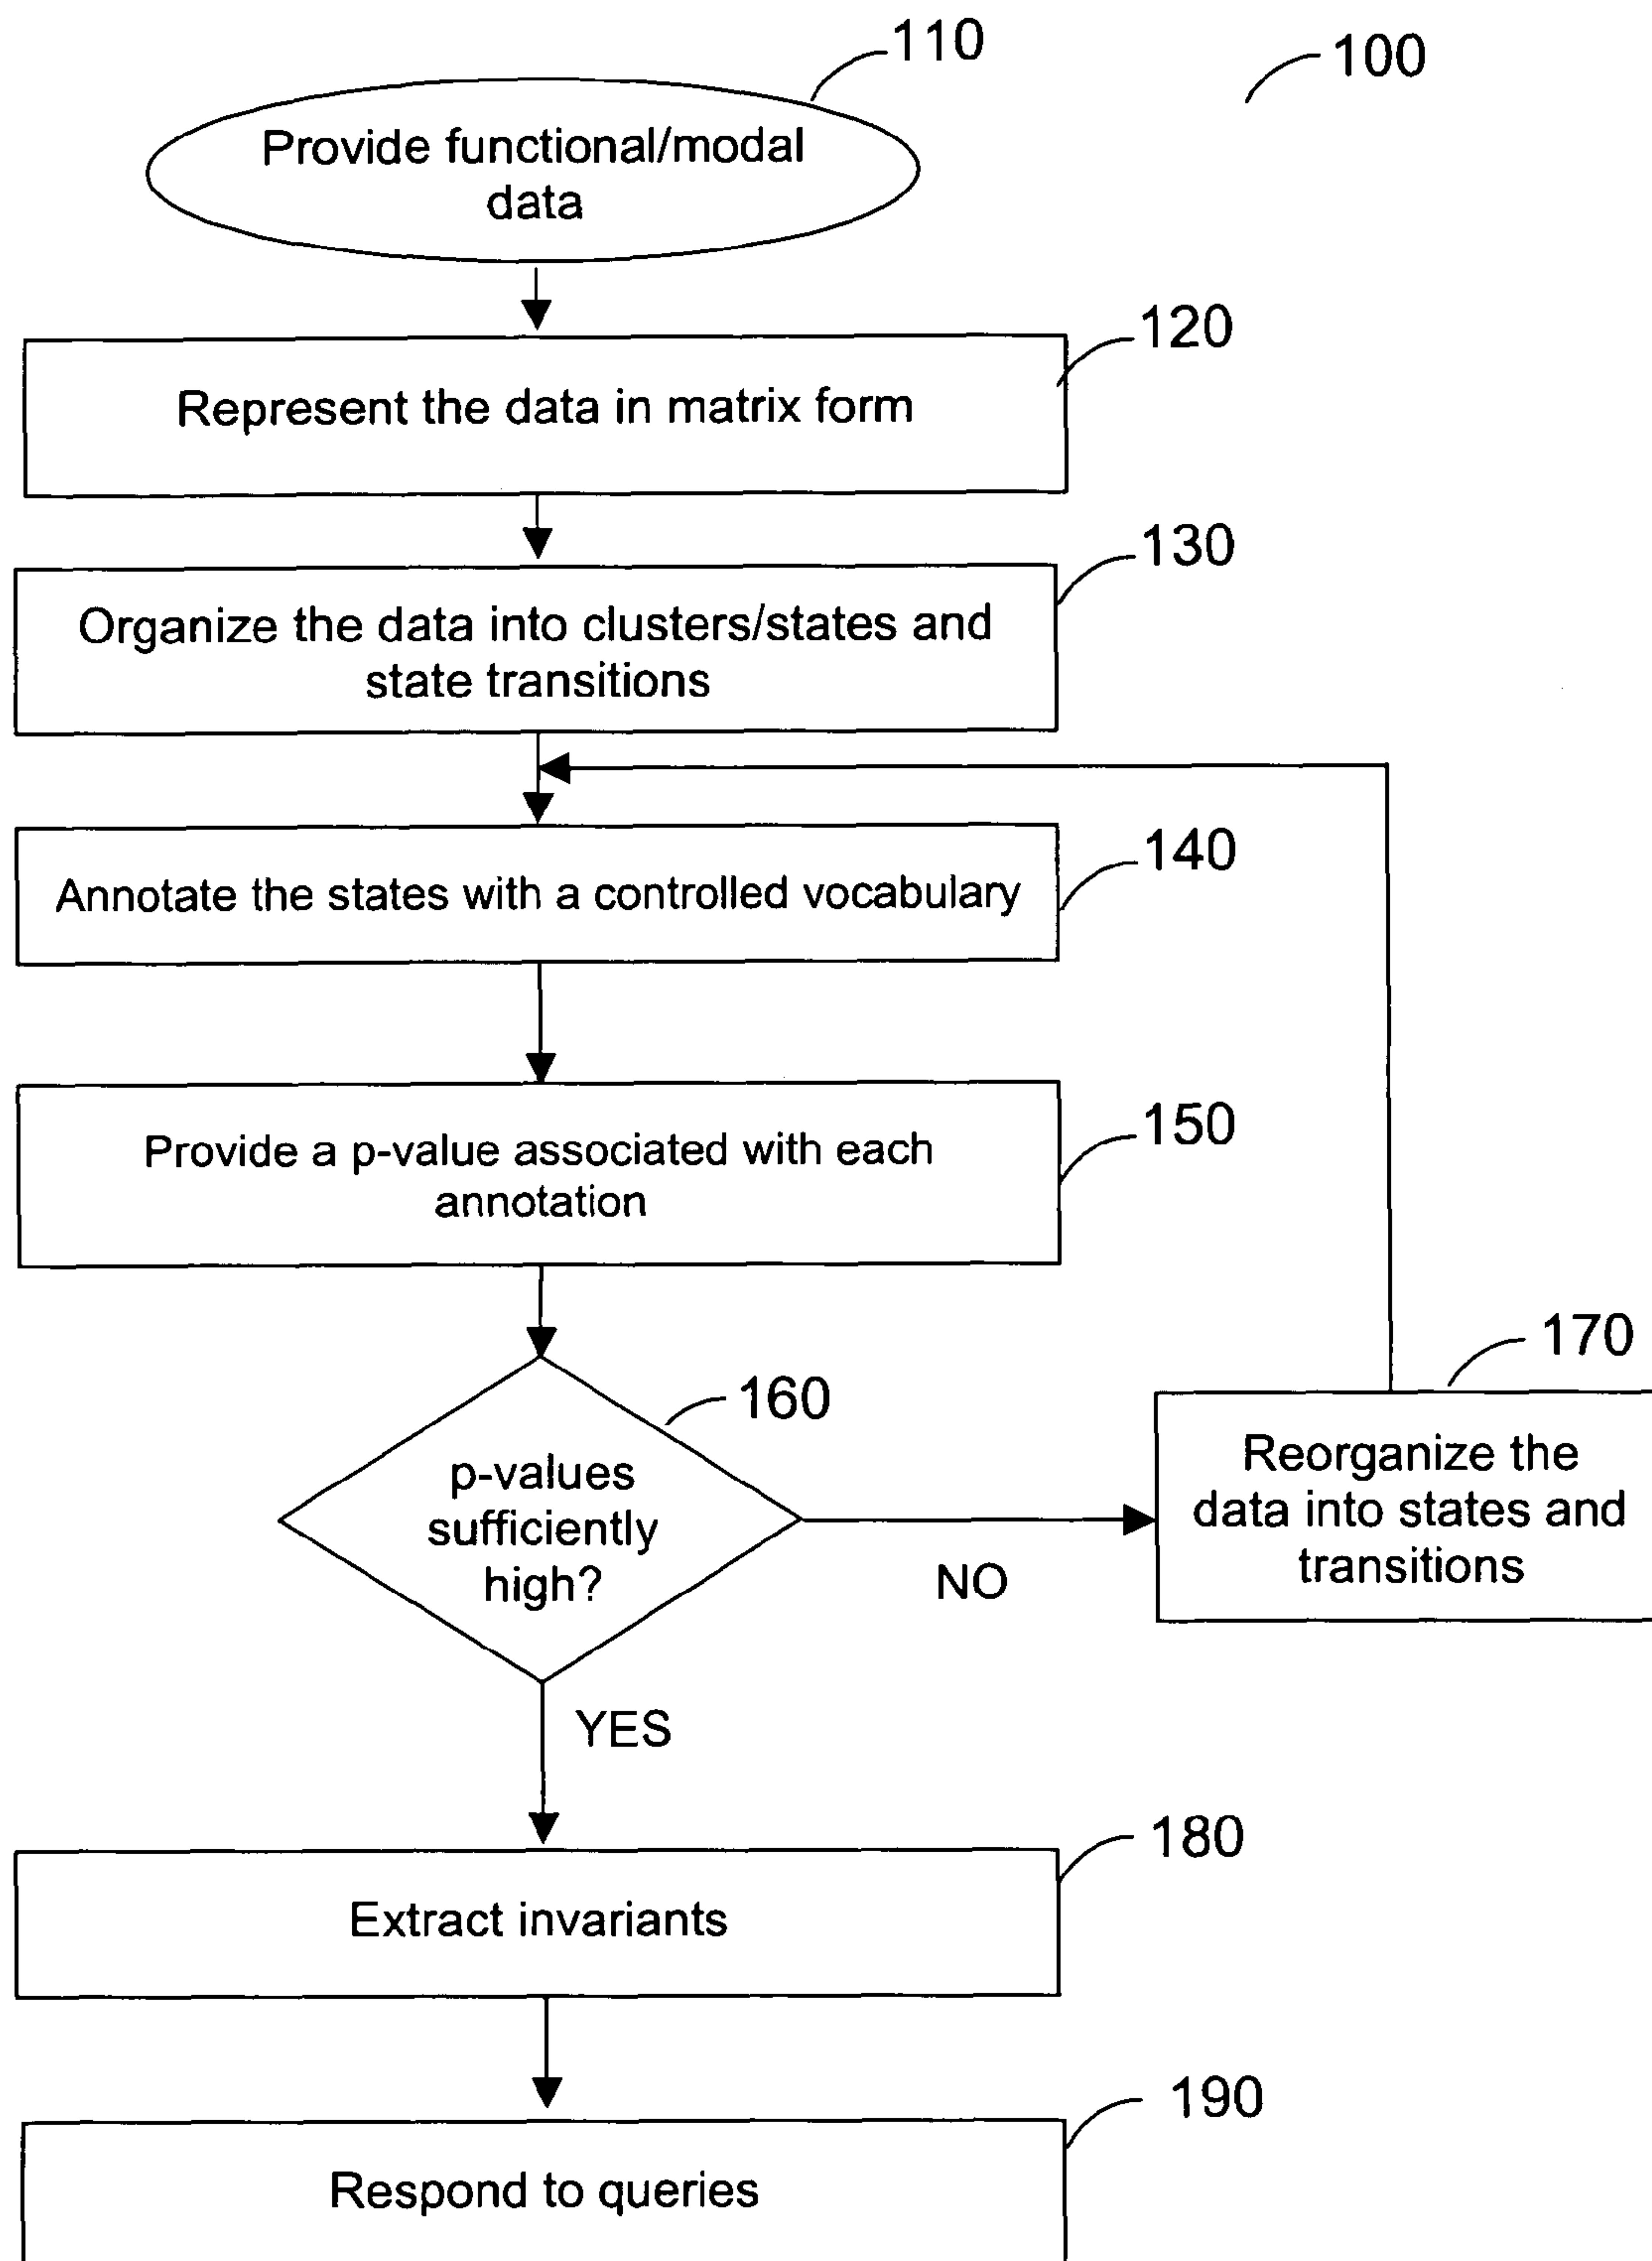 110
100
Provide functional/modal
data
120
Represent the data in matrix form
130
Organize the data into clusters/states and
state transitions
140
Annotate the states with a controlled vocabulary
150
Provide a p-value associated with each
annotation
160
p-values
sufficiently
high?
NO
170
Reorganize the
data into states and
transitions
YES
180
Extract invariants
190
Respond to queries